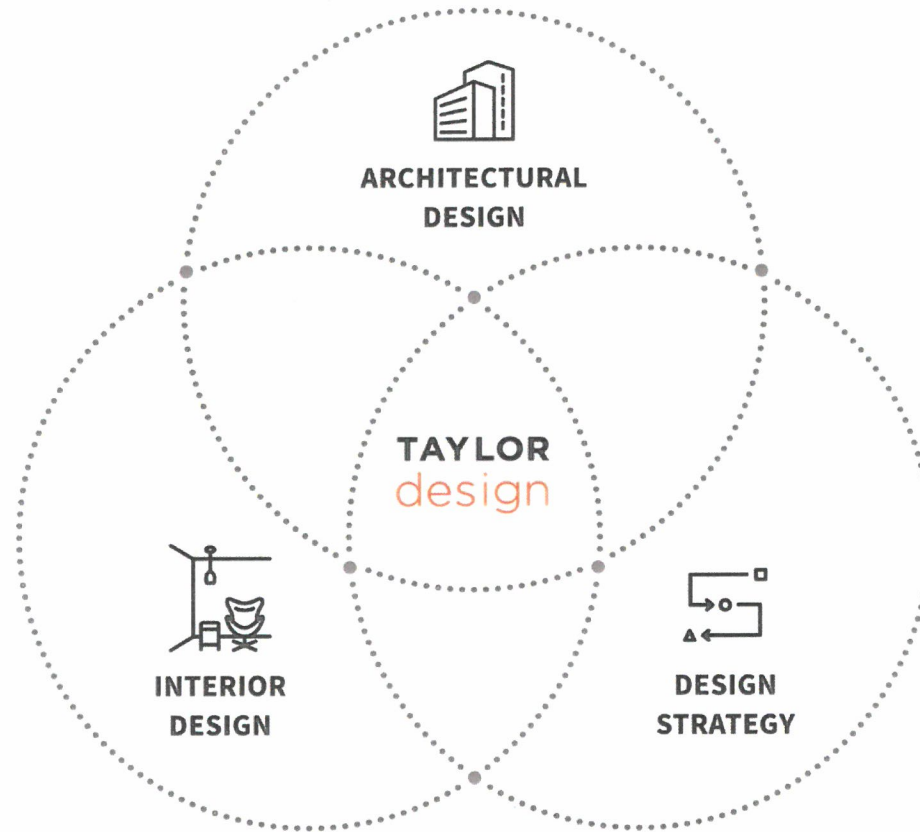 ARCHITECTURAL
DESIGN
TAYLOR
design
INTERIOR
DESIGN
DESIGN
STRATEGY